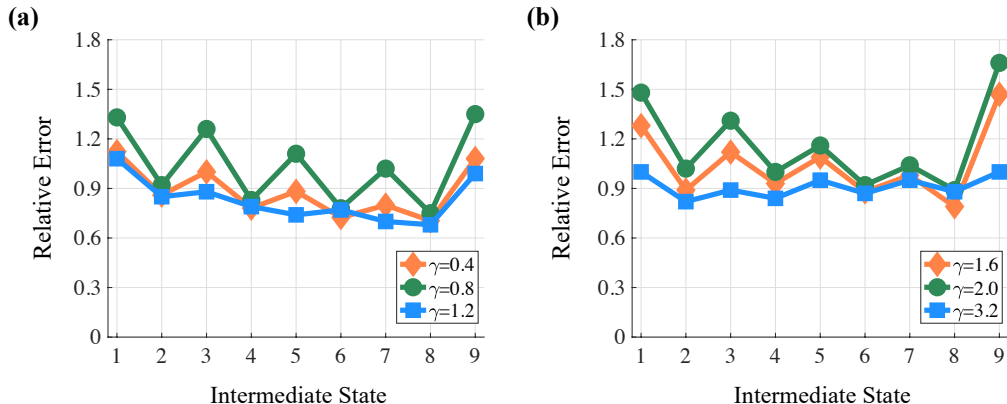 (a)
1.8
1.5
1.2
0.9
0.6
0.3
0
Relative Error
1 2 3 4 5 6 7 8 9
Intermediate State
γ=0.4
γ=0.8
γ=1.2
(b)
1.8
1.5
1.2
0.9
0.6
0.3
0
Relative Error
1 2 3 4 5 6 7 8 9
Intermediate State
γ=1.6
γ=2.0
γ=3.2